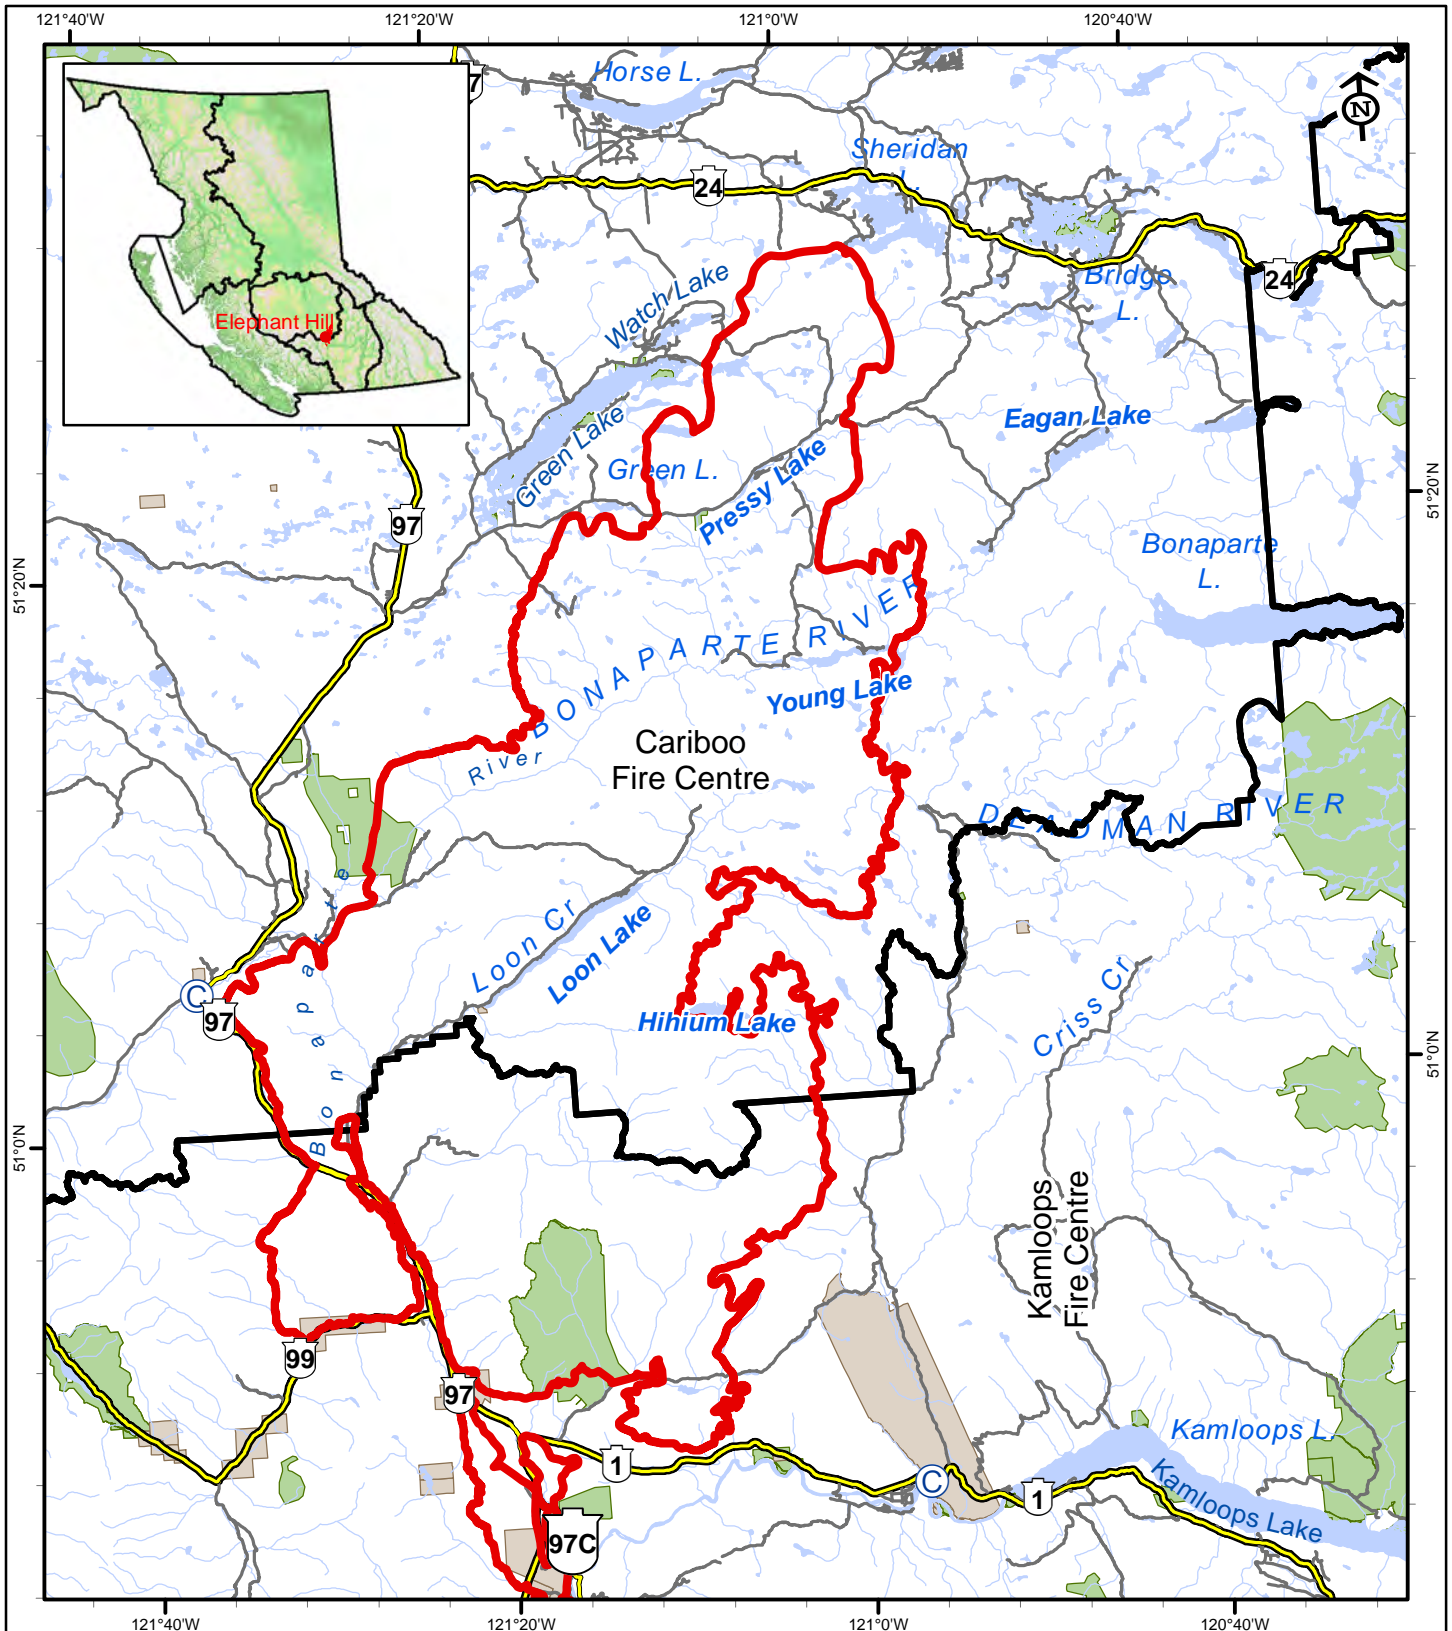 121°40'W
121°20'W
121°0'W
120°40'W
Horse L.
7
N
Sheridan
L.
24
Bridge
L.
24
Watch Lake
Elephant Hill
Eagan Lake
Green Lake
Green L.
Pressy Lake
97
51°20'N
51°20'N
Bonaparte
L.
BONAPARTE RIVER
Young Lake
River
Cariboo
Fire Centre
DEADMAN RIVER
Bonaparte
Loon Cr
Loon Lake
C
97
Hihium Lake
Criss Cr
51°0'N
51°0'N
Kamloops
Fire Centre
99
97
1
C
1
Kamloops L.
Kamloops Lake
97C
121°40'W
121°20'W
121°0'W
120°40'W